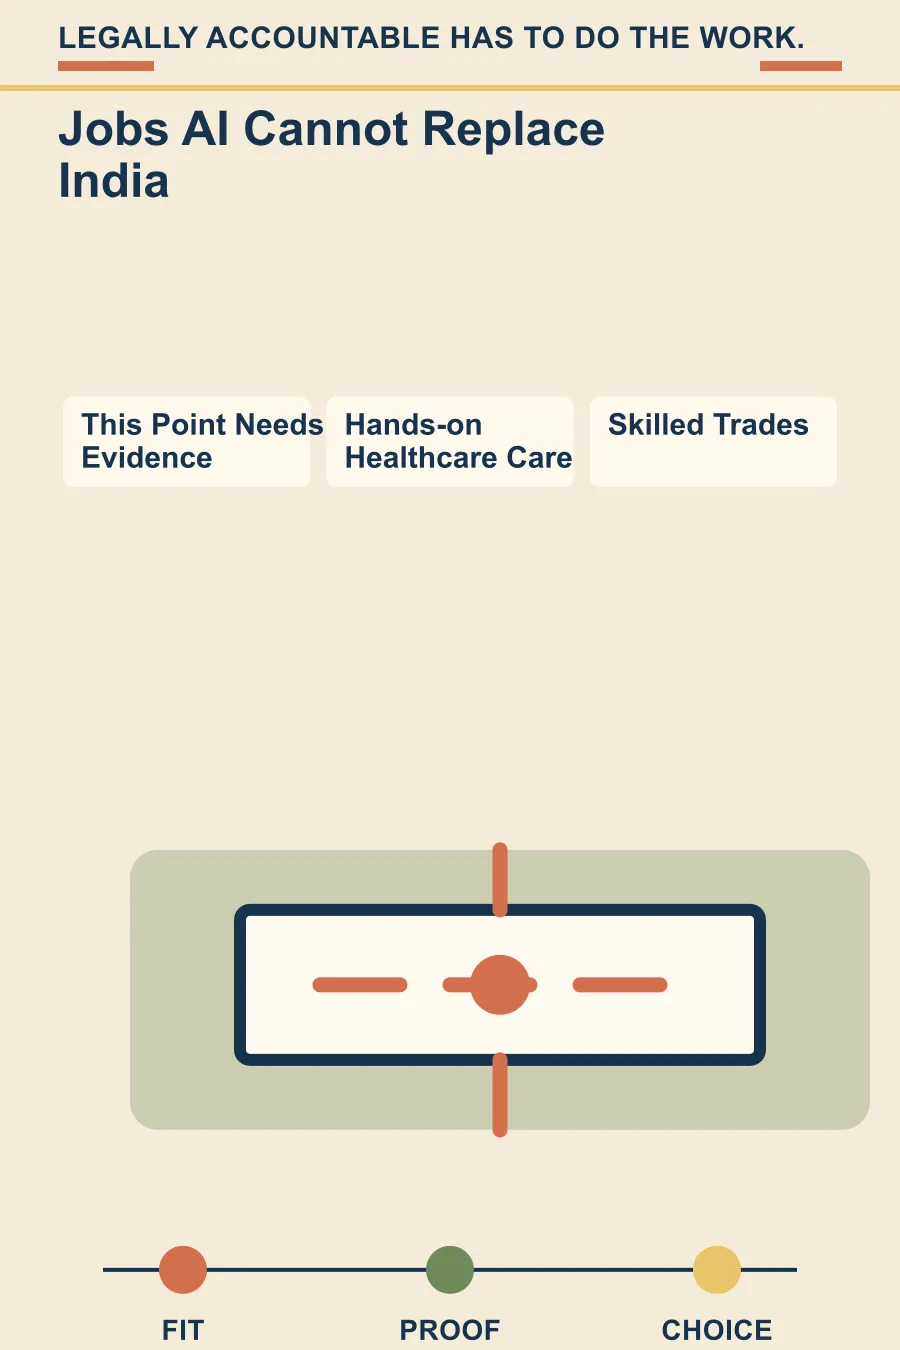 LEGALLY ACCOUNTABLE HAS TO DO THE WORK.
Jobs AI Cannot Replace
India
This Point Needs
Evidence
Hands-on
Healthcare Care
Skilled Trades
FIT
PROOF
CHOICE